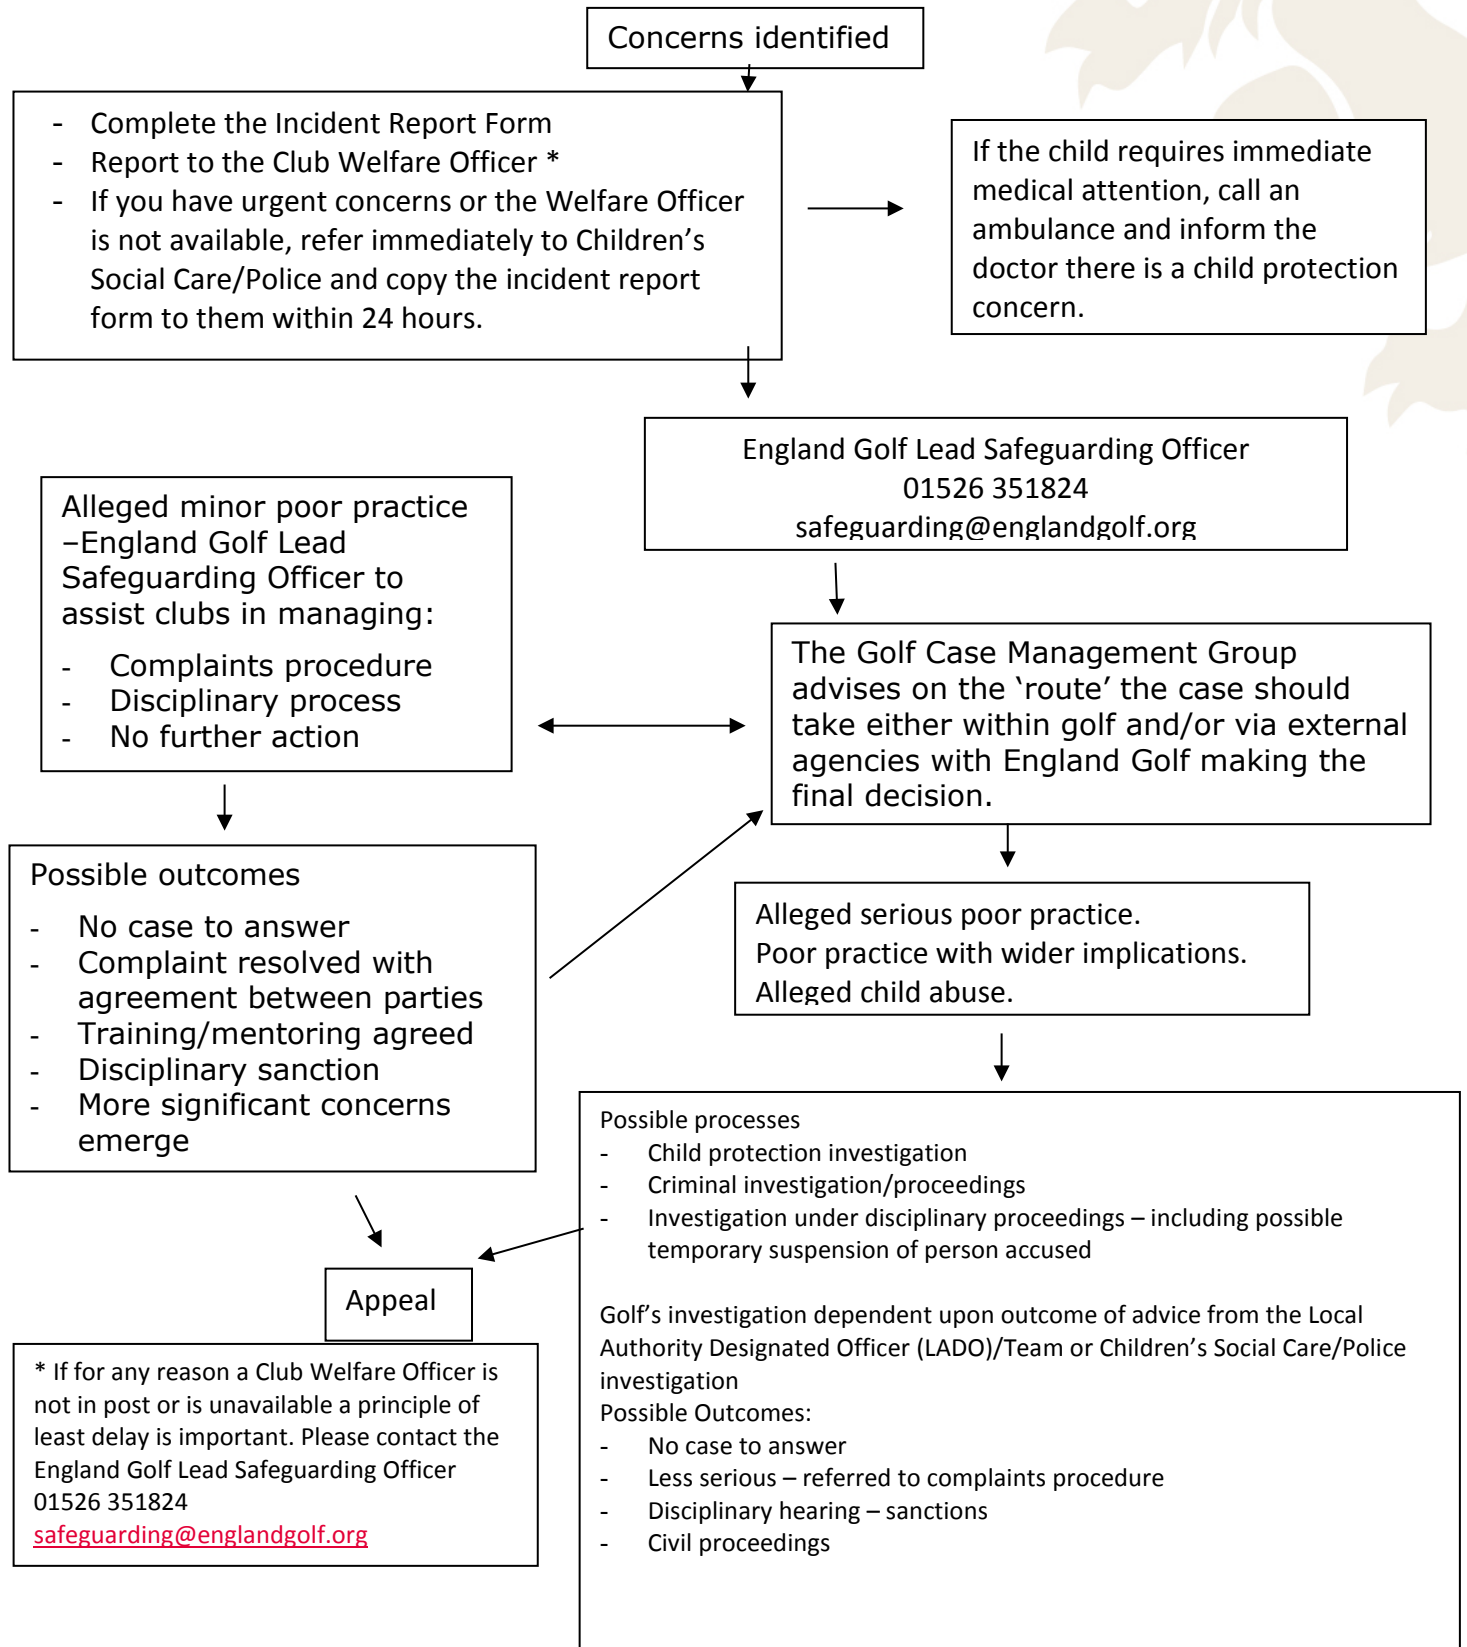 Concerns identified
- Complete the Incident Report Form
- Report to the Club Welfare Officer *
- If you have urgent concerns or the Welfare Officer
is not available, refer immediately to Children’s
Social Care/Police and copy the incident report
form to them within 24 hours.
If the child requires immediate
medical attention, call an
ambulance and inform the
doctor there is a child protection
concern.
England Golf Lead Safeguarding Officer
01526 351824
safeguarding@englandgolf.org
Alleged minor poor practice
–England Golf Lead
Safeguarding Officer to
assist clubs in managing:
- Complaints procedure
- Disciplinary process
- No further action
The Golf Case Management Group
advises on the ‘route’ the case should
take either within golf and/or via external
agencies with England Golf making the
final decision.
Possible outcomes
- No case to answer
- Complaint resolved with
agreement between parties
- Training/mentoring agreed
- Disciplinary sanction
- More significant concerns
emerge
Alleged serious poor practice.
Poor practice with wider implications.
Alleged child abuse.
Possible processes
- Child protection investigation
- Criminal investigation/proceedings
- Investigation under disciplinary proceedings – including possible
temporary suspension of person accused
Golf’s investigation dependent upon outcome of advice from the Local
Authority Designated Officer (LADO)/Team or Children’s Social Care/Police
investigation
Possible Outcomes:
- No case to answer
- Less serious – referred to complaints procedure
- Disciplinary hearing – sanctions
- Civil proceedings
Appeal
* If for any reason a Club Welfare Officer is
not in post or is unavailable a principle of
least delay is important. Please contact the
England Golf Lead Safeguarding Officer
01526 351824
safeguarding@englandgolf.org